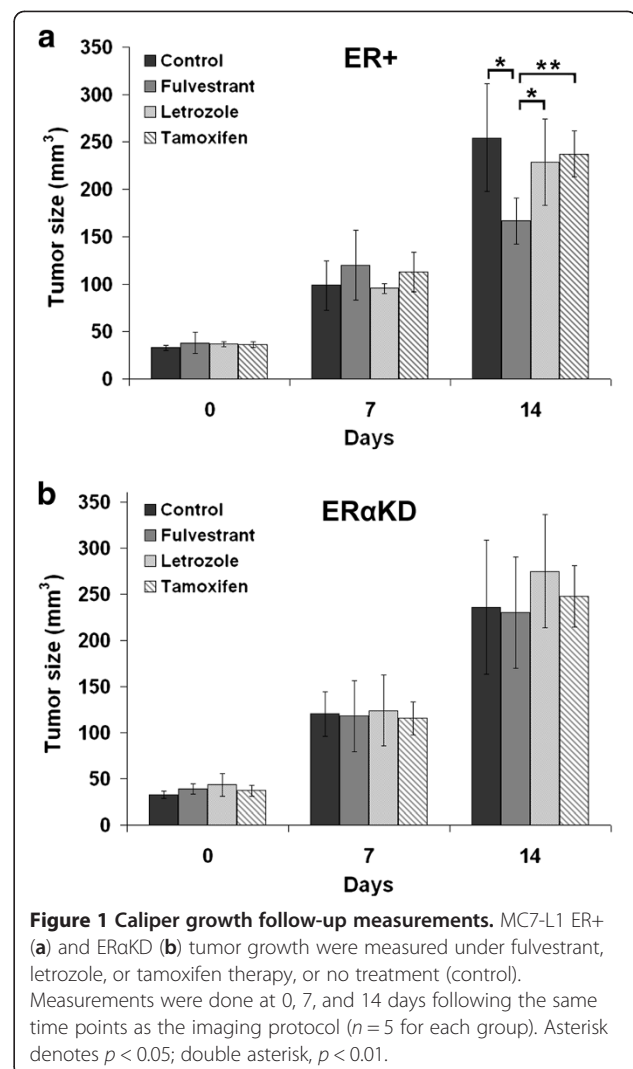 a
ER+
Control
Fulvestrant
Letrozole
Tamoxifen
* **
*
Tumor size (mm³)
350
300
250
200
150
100
50
0
0 7 14
Days
b
ERαKD
Control
Fulvestrant
Letrozole
Tamoxifen
Tumor size (mm³)
350
300
250
200
150
100
50
0
0 7 14
Days
Figure 1 Caliper growth follow-up measurements. MC7-L1 ER+
(a) and ERαKD (b) tumor growth were measured under fulvestrant,
letrozole, or tamoxifen therapy, or no treatment (control).
Measurements were done at 0, 7, and 14 days following the same
time points as the imaging protocol (n = 5 for each group). Asterisk
denotes p < 0.05; double asterisk, p < 0.01.